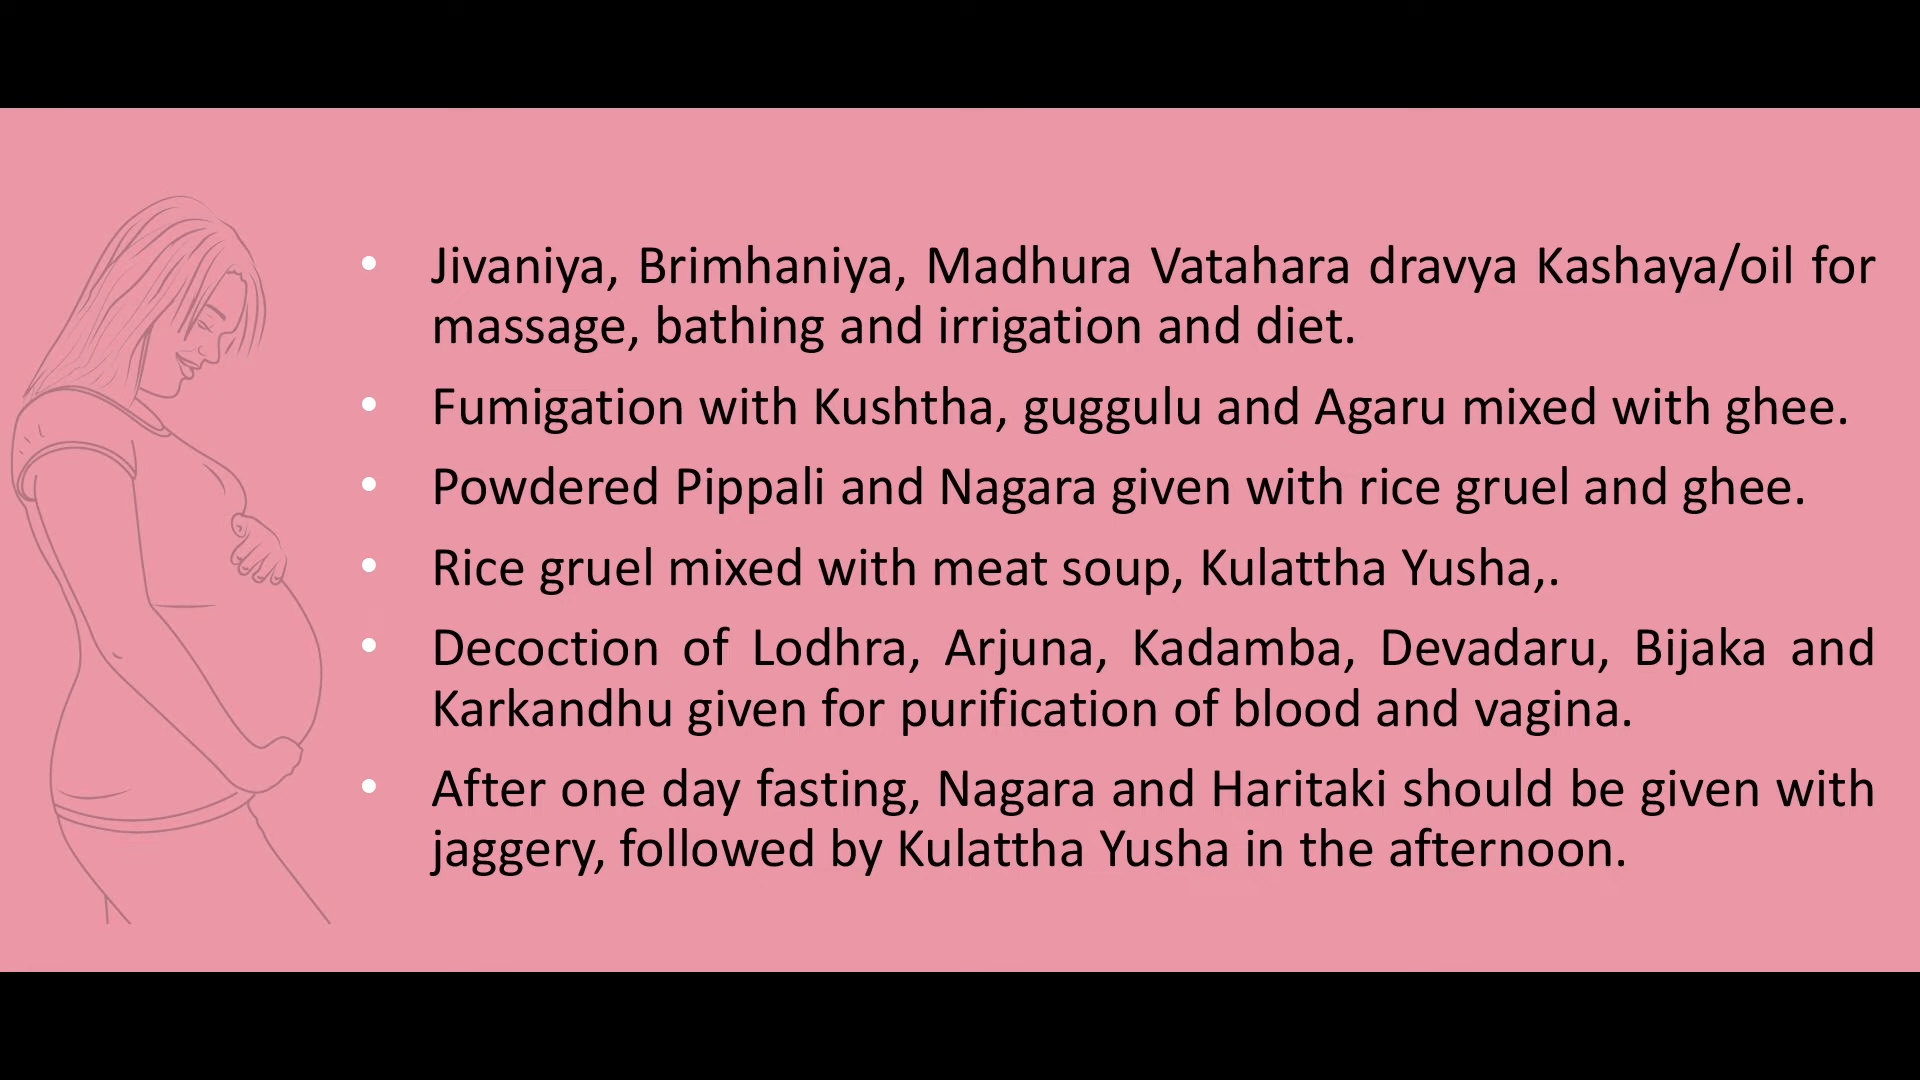 • Jivaniya, Brimhaniya, Madhura Vatahara dravya Kashaya/oil for
massage, bathing and irrigation and diet.
• Fumigation with Kushtha, guggulu and Agaru mixed with ghee.
• Powdered Pippali and Nagara given with rice gruel and ghee.
• Rice gruel mixed with meat soup, Kulattha Yusha,.
• Decoction of Lodhra, Arjuna, Kadamba, Devadaru, Bijaka and
Karkandhu given for purification of blood and vagina.
• After one day fasting, Nagara and Haritaki should be given with
jaggery, followed by Kulattha Yusha in the afternoon.